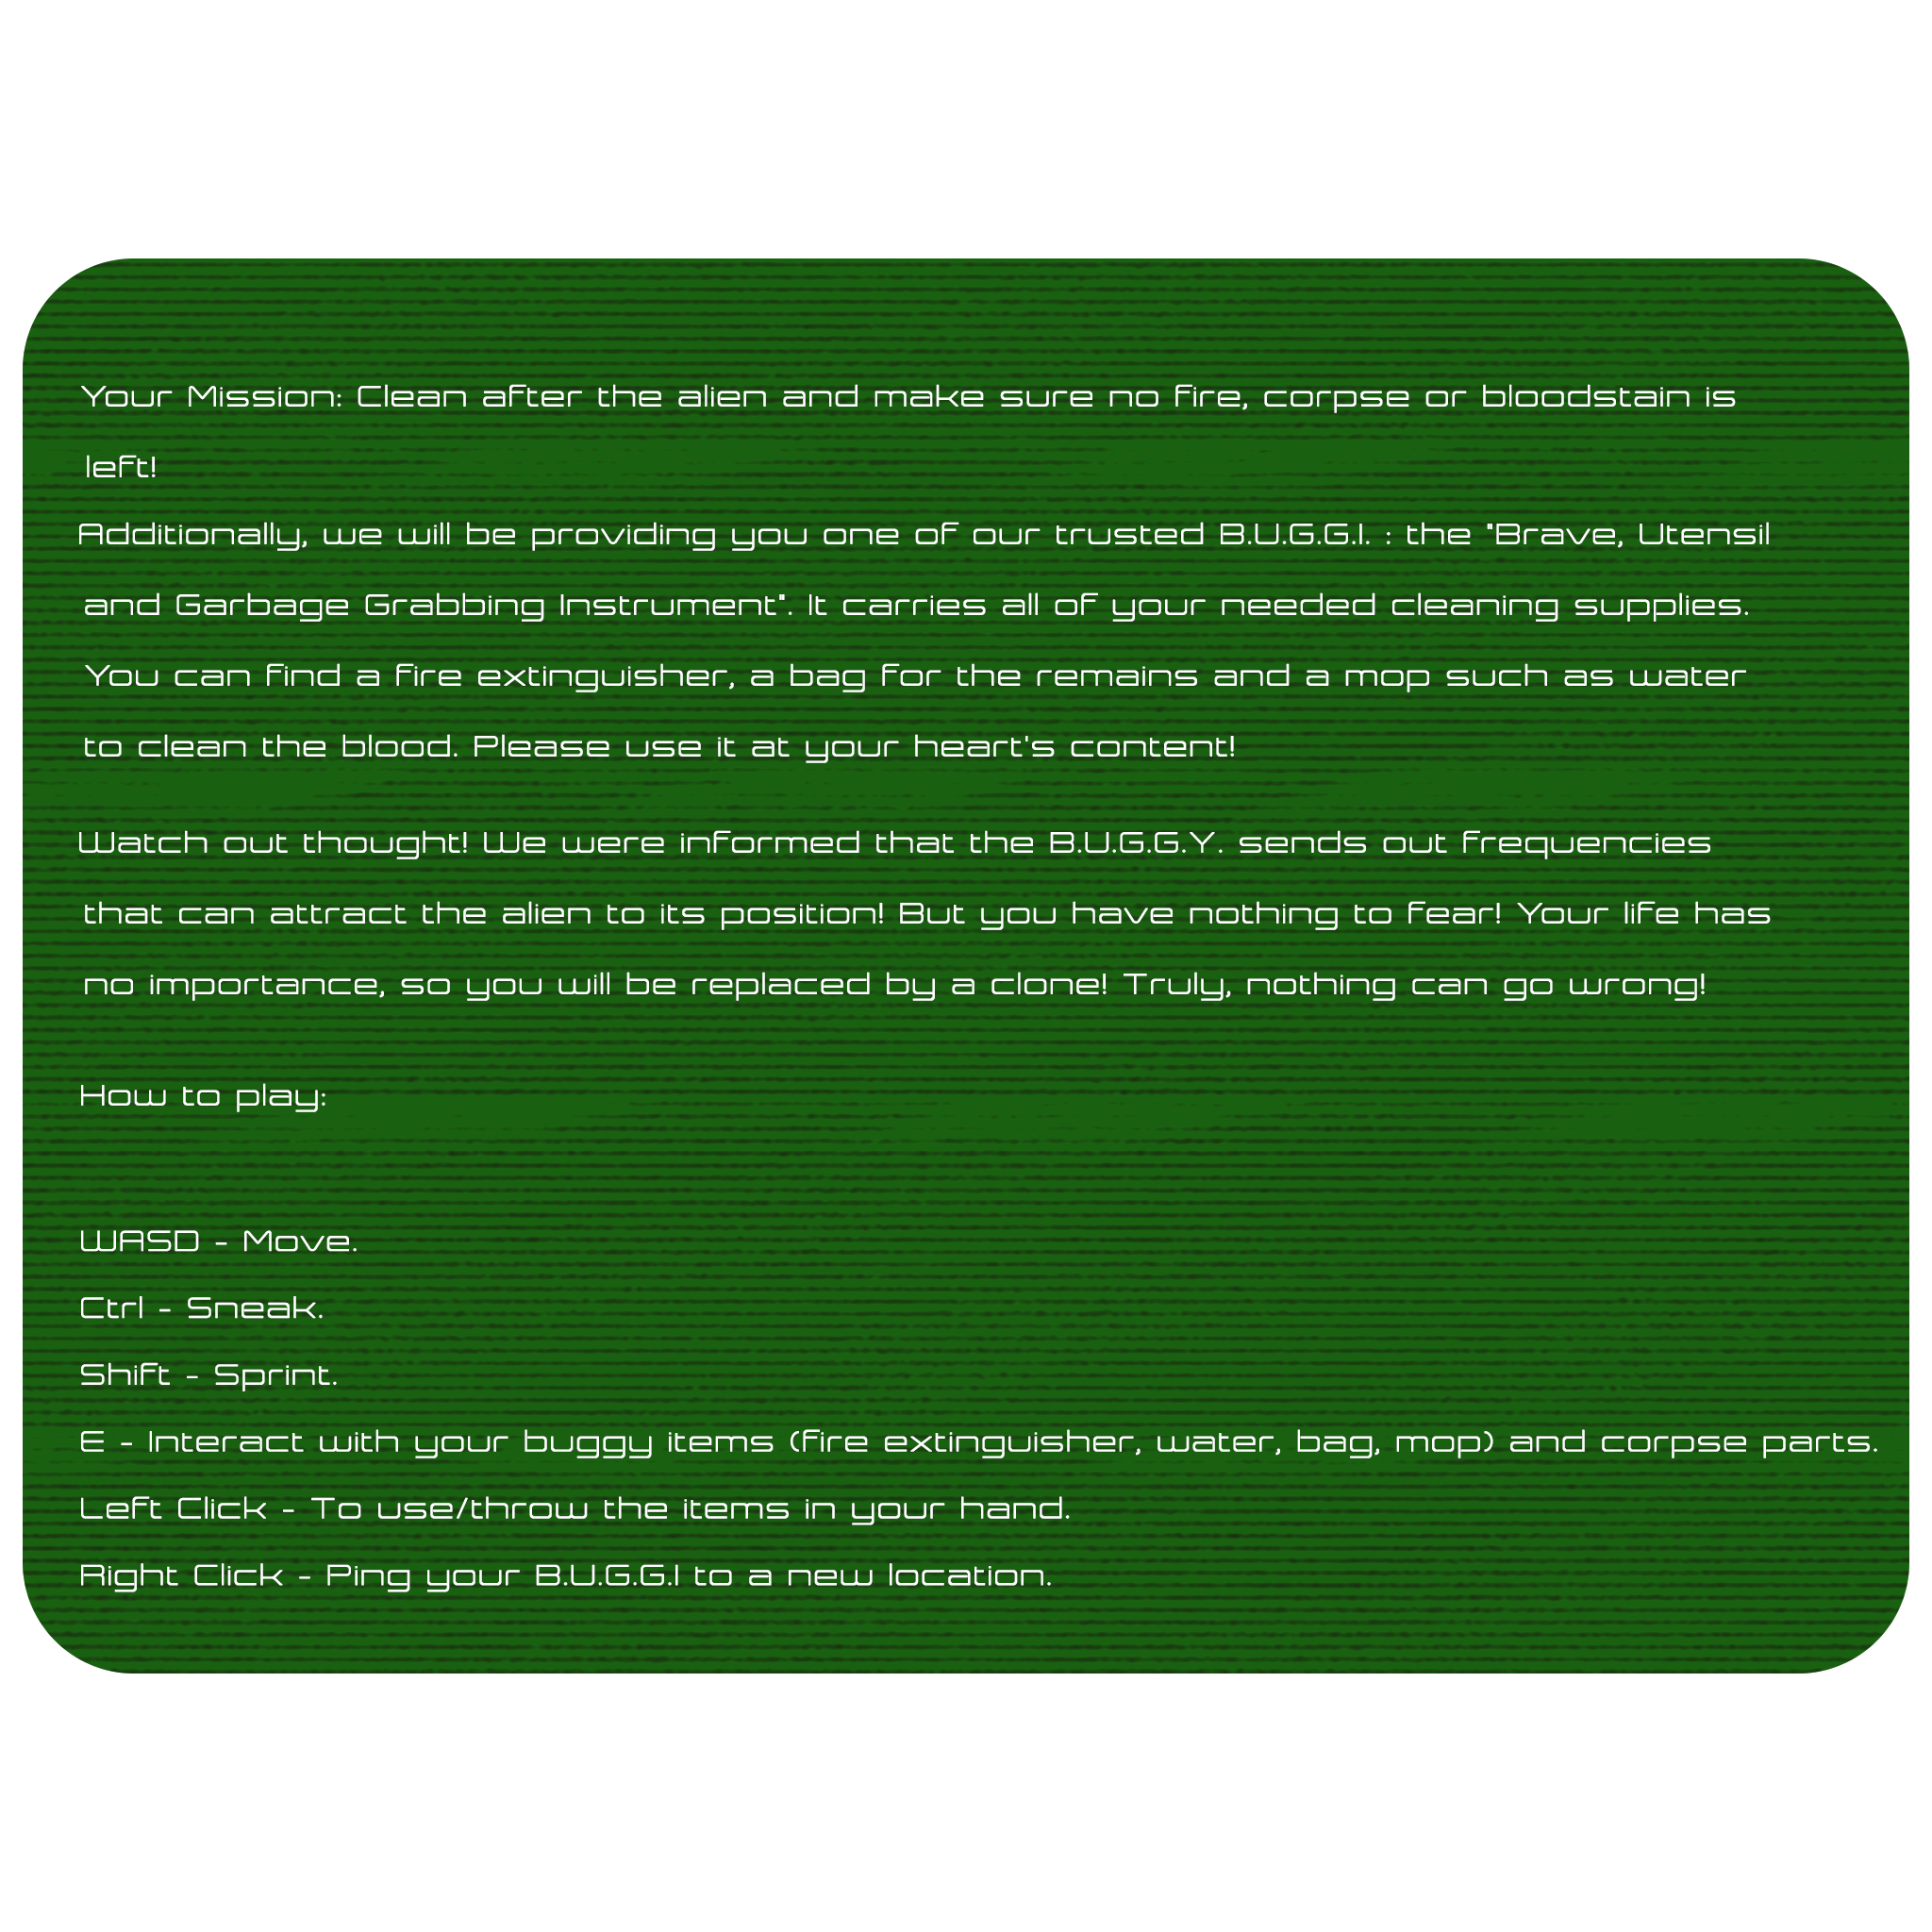 Your Mission: Clean after the alien and make sure no fire, corpse or bloodstain is
left!
Additionally, we will be providing you one of our trusted B.U.G.G.I. : the "Brave, Utensil
and Garbage Grabbing Instrument". It carries all of your needed cleaning supplies.
You can find a fire extinguisher, a bag for the remains and a mop such as water
to clean the blood. Please use it at your heart's content!
Watch out thought! We were informed that the B.U.G.G.Y. sends out frequencies
that can attract the alien to its position! But you have nothing to fear! Your life has
no importance, so you will be replaced by a clone! Truly, nothing can go wrong!
How to play:
WASD - Move.
Ctrl - Sneak.
Shift - Sprint.
E - Interact with your buggy items (fire extinguisher, water, bag, mop) and corpse parts.
Left Click - To use/throw the items in your hand.
Right Click - Ping your B.U.G.G.I to a new location.